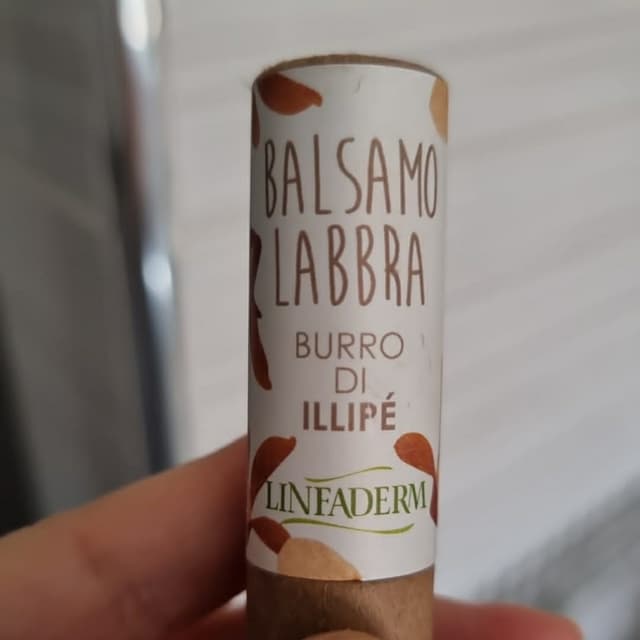 BALSAMO
LABBRA
BURRO
DI
ILLIPÉ
LINFADERM